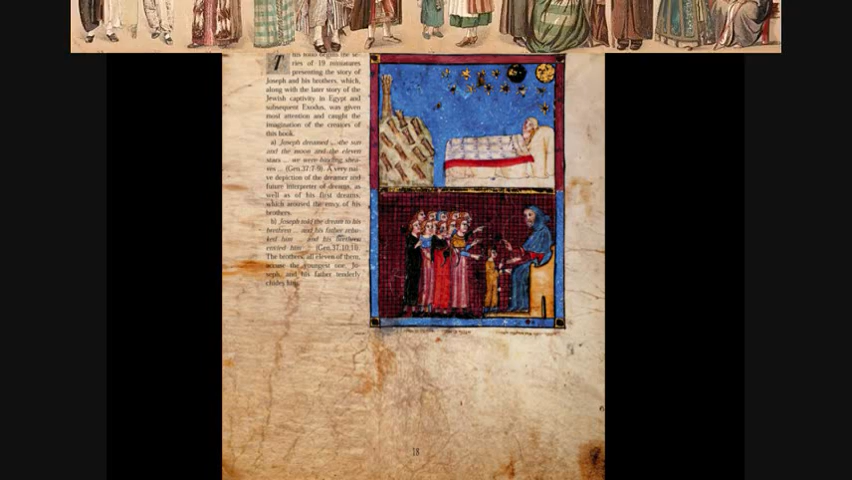 This folio begins the se-
ries of 19 miniatures
presenting the story of
Joseph and his brothers, which,
along with the later story of the
Jewish captivity in Egypt and
subsequent Exodus, was given
most attention and caught the
imagination of the creators of
this book.
a) Joseph dreamed ... the sun
and the moon and the eleven
stars ... we were binding shea-
ves ... (Gen.37:7-9). A very nai-
ve depiction of the dreamer and
future interpreter of dreams, as
well as of his first dreams,
which aroused the envy of his
brothers.
b) Joseph told the dream to his
brethren ... and his father rebu-
ked him ... and his brethren
envied him ... (Gen.37:10,11).
The brothers, all eleven of them,
accuse the youngest one, Jo-
seph, and his father tenderly
chides him.
18